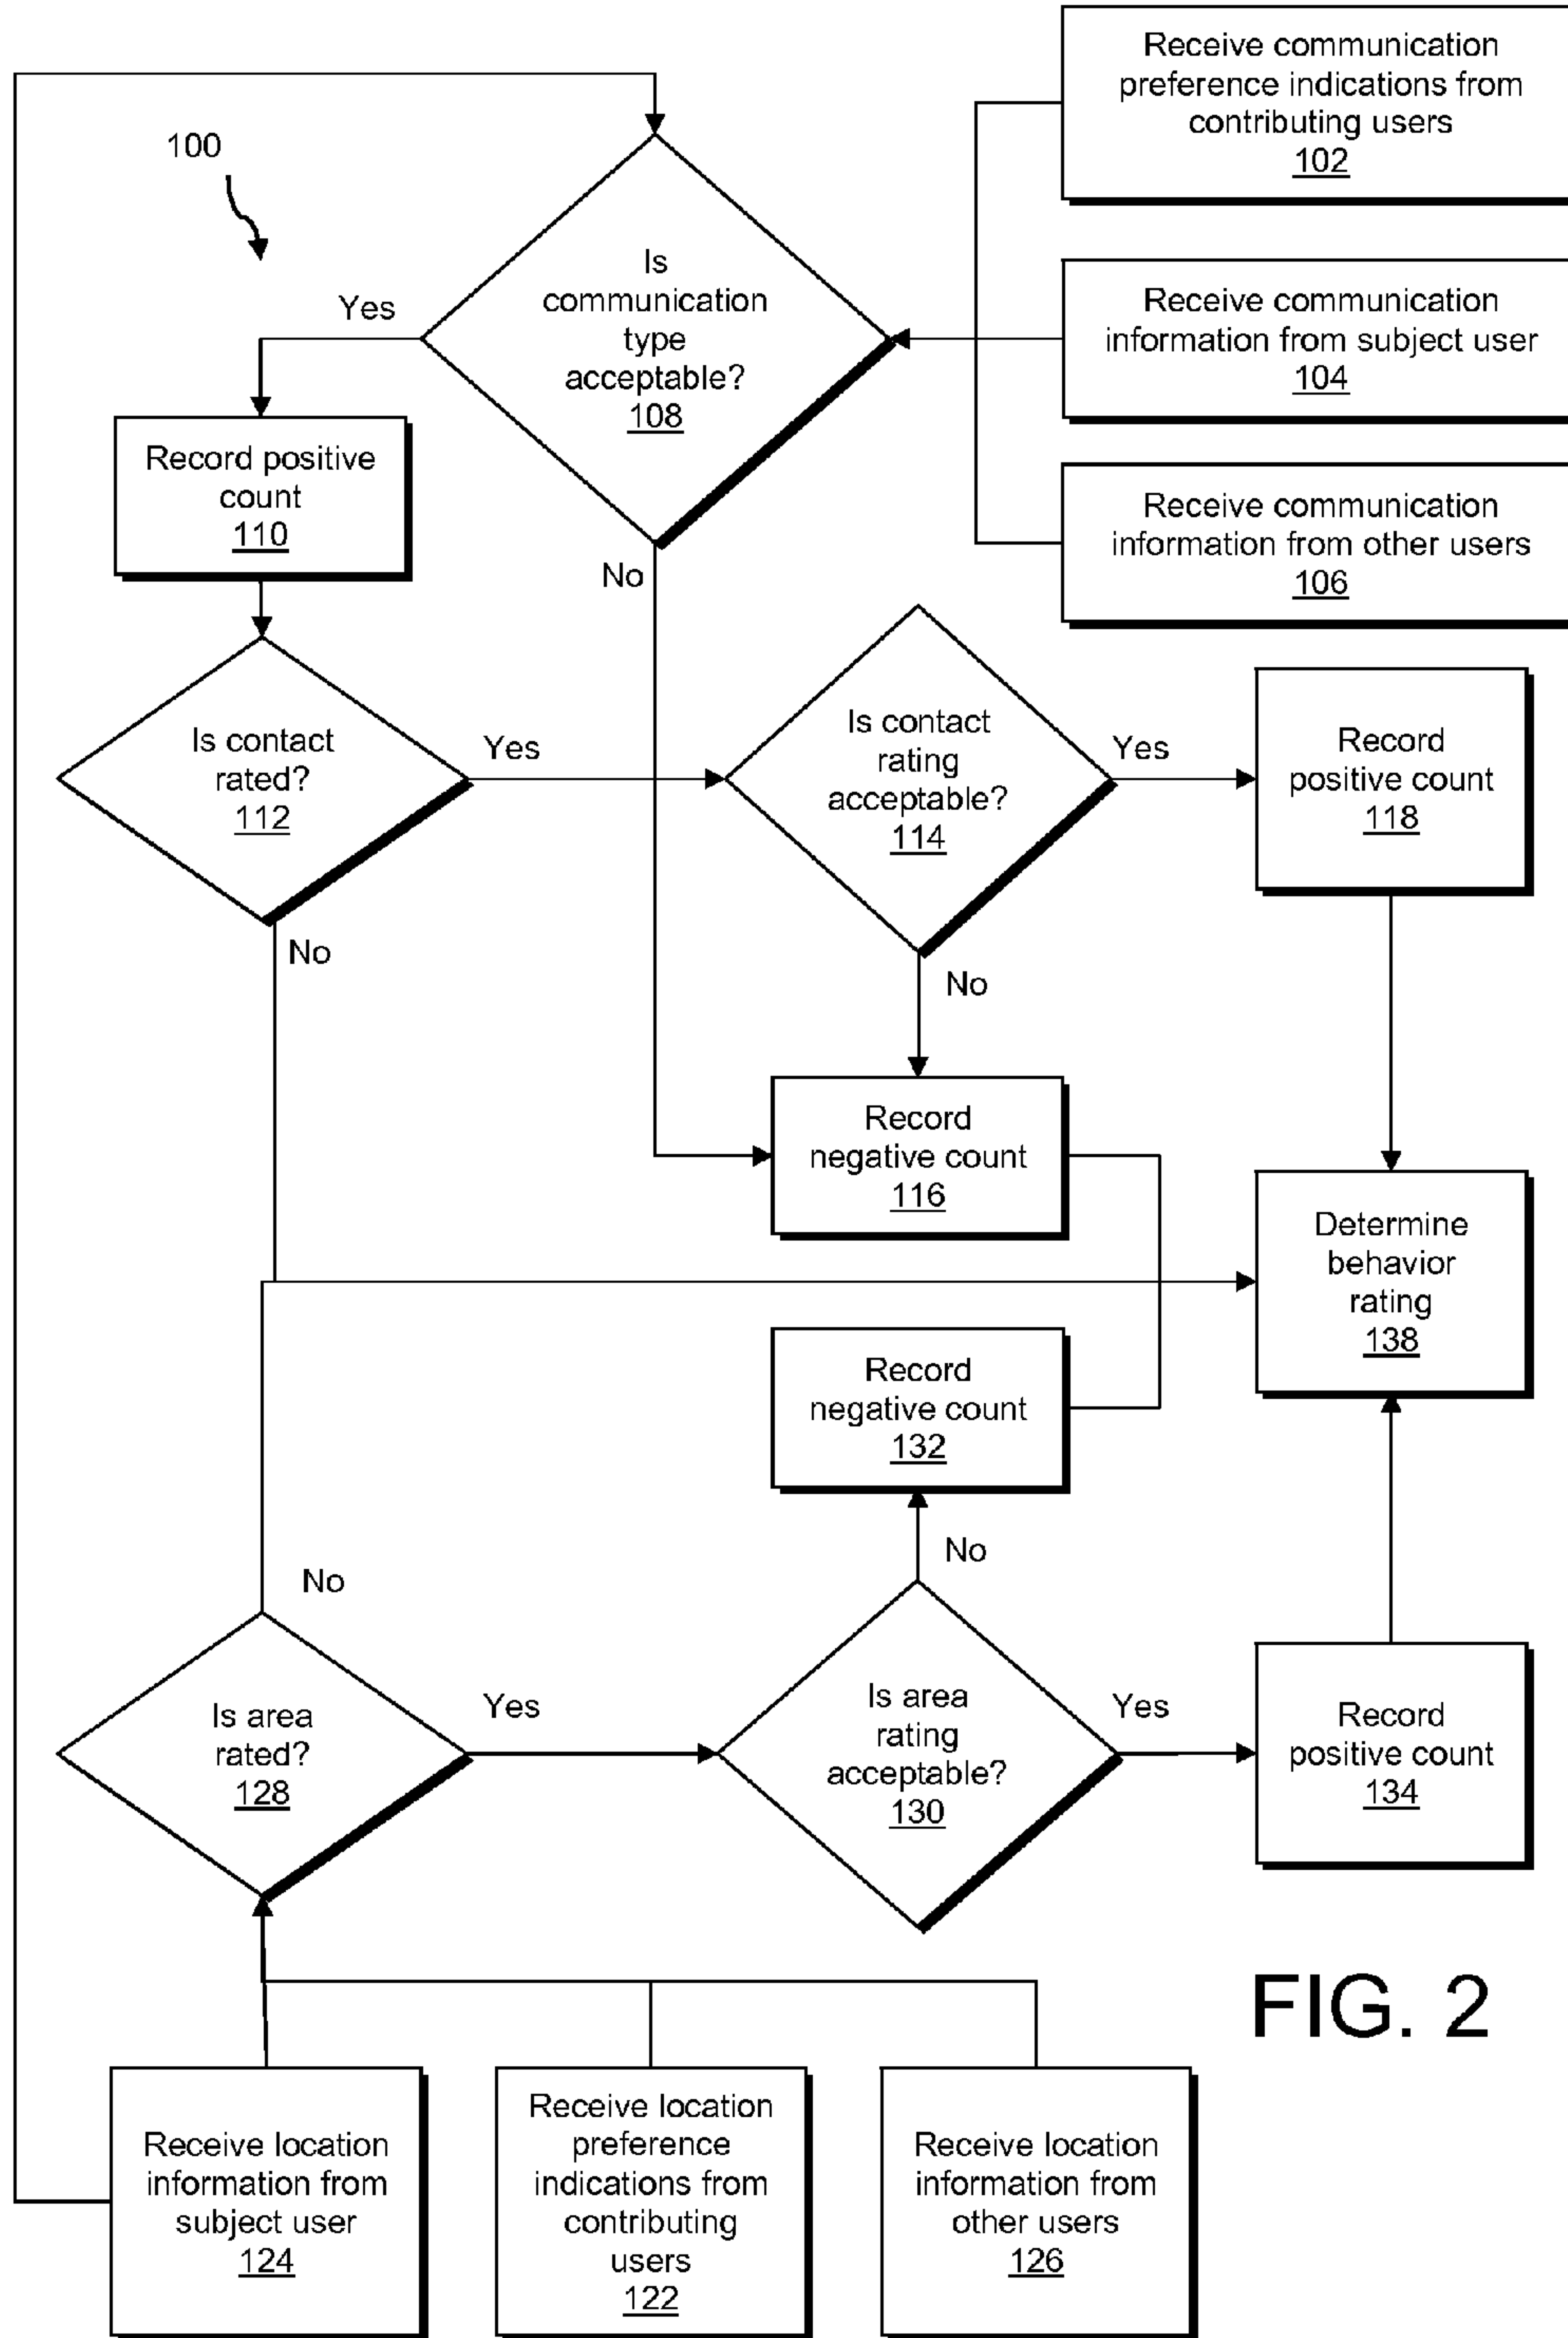 Receive communication
preference indications from
contributing users
102
100
Is
communication
type
acceptable?
108
Yes
No
Receive communication
information from subject user
104
Record positive
count
110
Receive communication
information from other users
106
Is contact
rated?
112
Yes
No
Is contact
rating
acceptable?
114
Yes
No
Record
positive count
118
Record
negative count
116
Determine
behavior
rating
138
Record
negative count
132
No
No
Is area
rated?
128
Yes
Is area
rating
acceptable?
130
Yes
Record
positive count
134
FIG. 2
Receive location
information from
subject user
124
Receive location
preference
indications from
contributing
users
122
Receive location
information from
other users
126